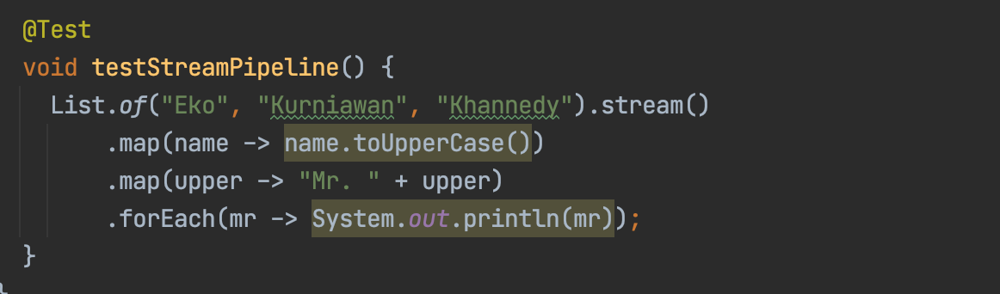 @Test
void testStreamPipeline() {
  List.of("Eko", "Kurniawan", "Khannedy").stream()
      .map(name -> name.toUpperCase())
      .map(upper -> "Mr. " + upper)
      .forEach(mr -> System.out.println(mr));
}
}